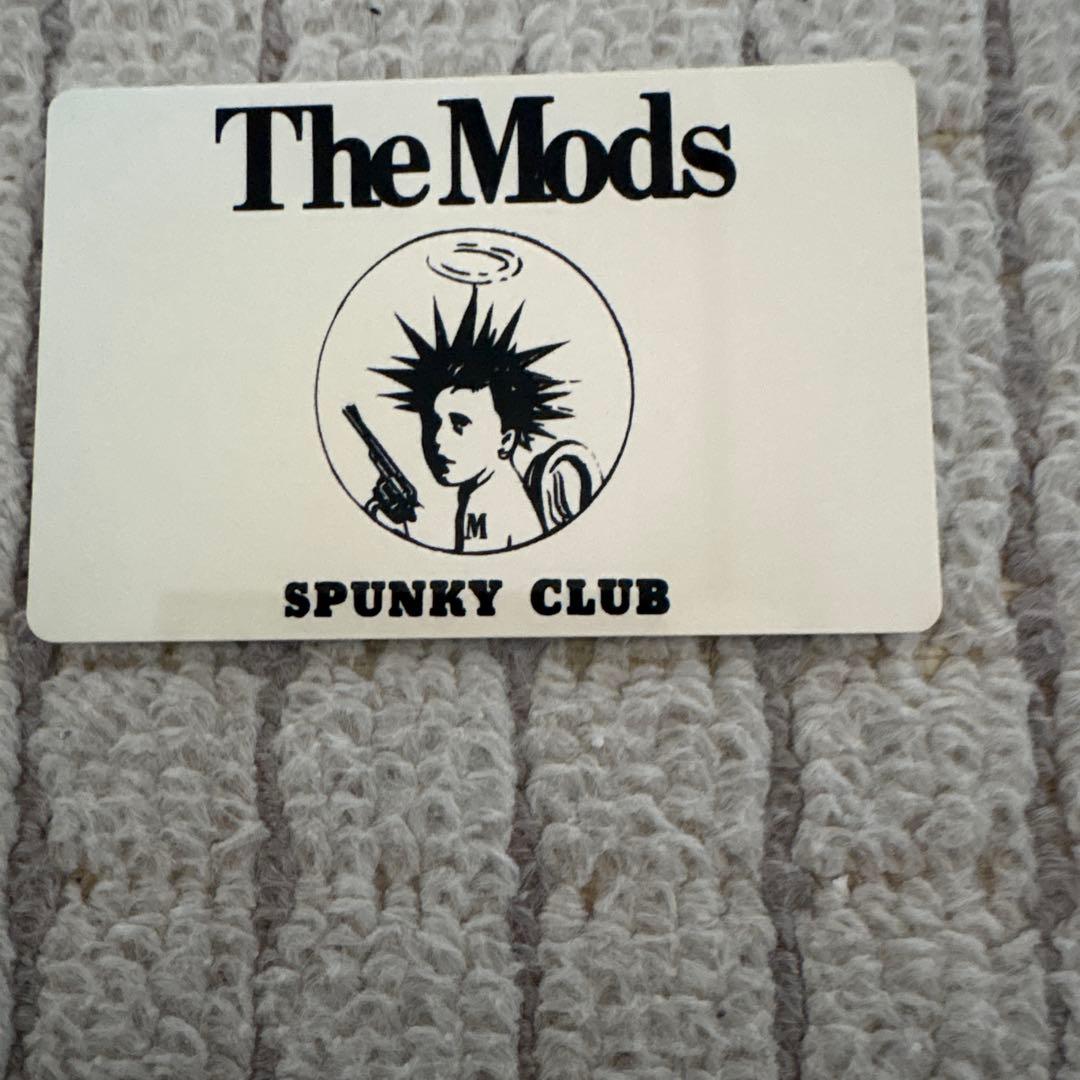 The Mods
M
SPUNKY CLUB